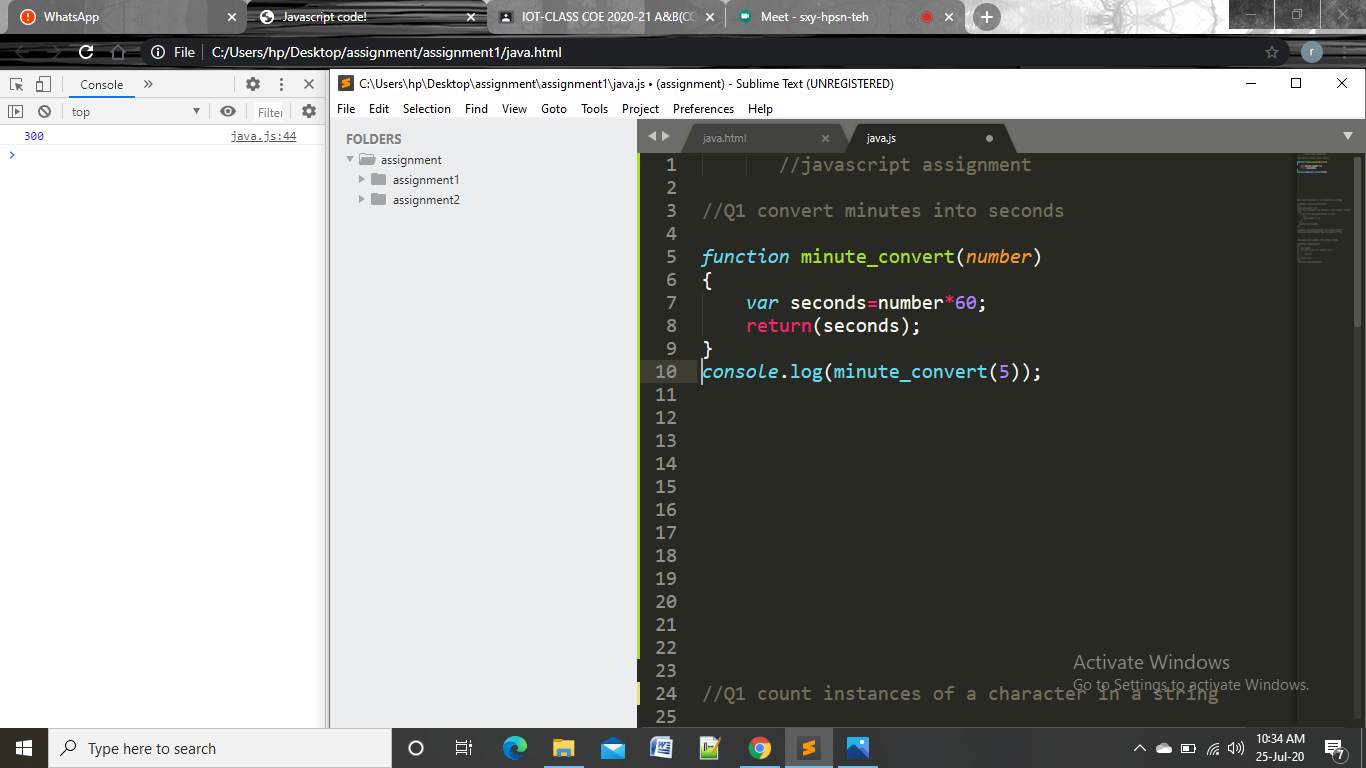 WhatsApp
Javascript code!
IOT-CLASS COE 2020-21 A&B(CO
Meet - sxy-hpsn-teh
File
C:/Users/hp/Desktop/assignment/assignment1/java.html
r
Console
top
Filter
300 java.js:44
C:\Users\hp\Desktop\assignment\assignment1\java.js • (assignment) - Sublime Text (UNREGISTERED)
File Edit Selection Find View Goto Tools Project Preferences Help
FOLDERS
assignment
assignment1
assignment2
java.html
java.js
1 //javascript assignment
2
3 //Q1 convert minutes into seconds
4
5 function minute_convert(number)
6 {
7 var seconds=number*60;
8 return(seconds);
9 }
10 console.log(minute_convert(5));
11
12
13
14
15
16
17
18
19
20
21
22
23
24 //Q1 count instances of a character in a string
25
Activate Windows
Go to Settings to activate Windows.
Type here to search
10:34 AM
25-Jul-20
7